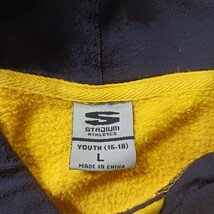 STADIUM
ATHLETICS
YOUTH (16-18)
L
MADE IN CHINA